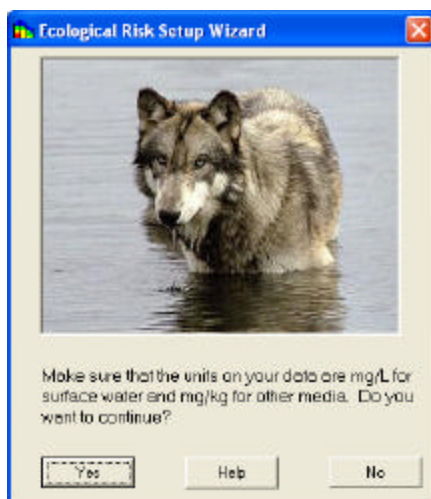 Ecological Risk Setup Wizard
Make sure that the units on your data are mg/L for
surface water and mg/kg for other media. Do you
want to continue?
Yes
Help
No